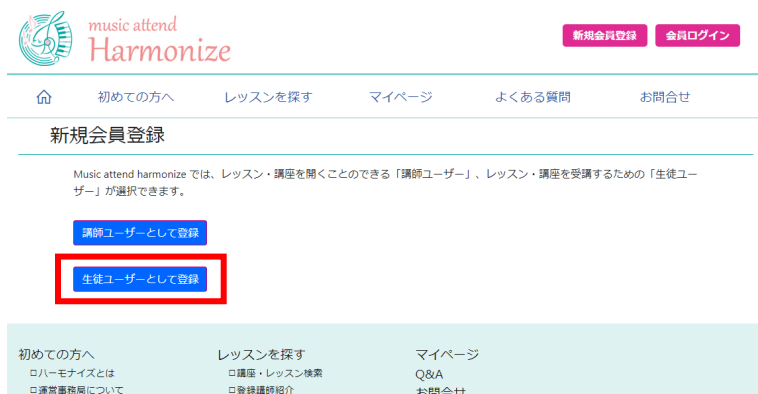 music attend
Harmonize
新規会員登録 会員ログイン
初めての方へ レッスンを探す マイページ よくある質問 お問合せ
新規会員登録
Music attend harmonize では、レッスン・講座を開くことのできる「講師ユーザー」、レッスン・講座を受講するための「生徒ユー
ザー」が選択できます。
講師ユーザーとして登録
生徒ユーザーとして登録
初めての方へ レッスンを探す マイページ
□ハーモナイズとは □講座・レッスン検索 Q&A
□運営事務局について □登録講師紹介 お問合せ